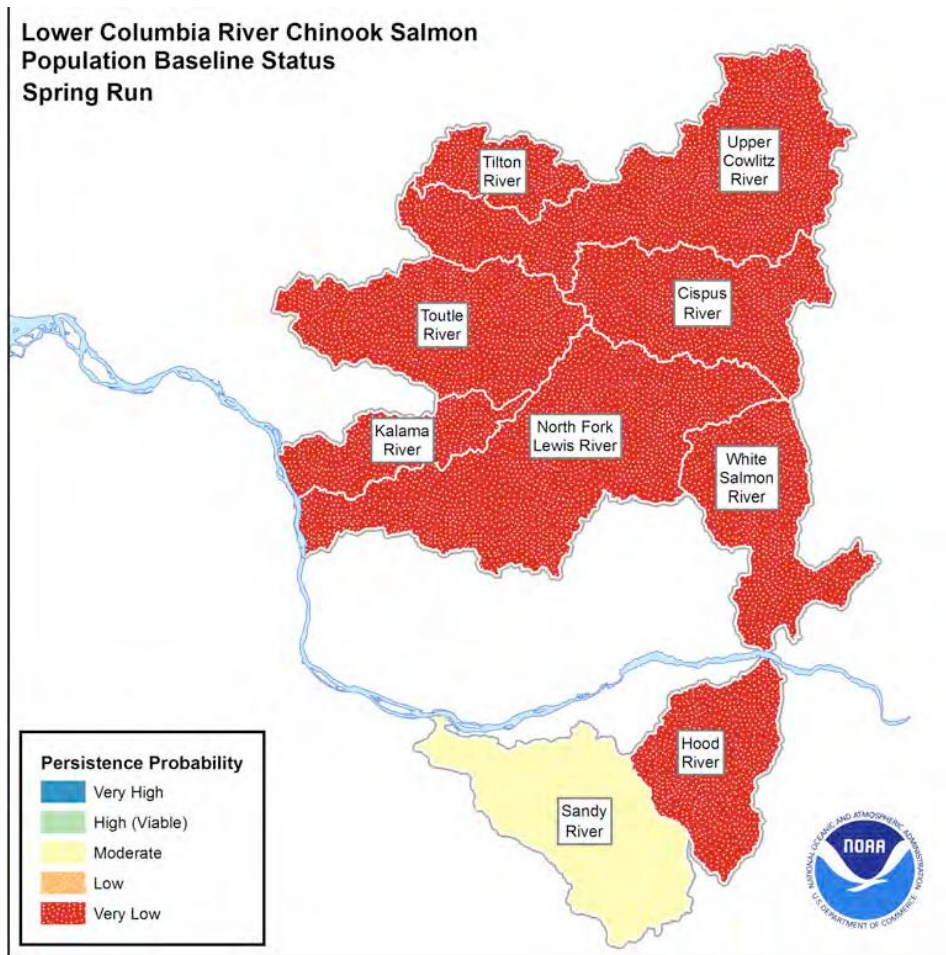 Lower Columbia River Chinook Salmon
Population Baseline Status
Spring Run
Upper
Cowlitz
River
Tilton
River
Cispus
River
Toutle
River
North Fork
Lewis River
Kalama
River
White
Salmon
River
Hood
River
Sandy
River
Persistence Probability
Very High
High (Viable)
Moderate
Low
Very Low
NATIONAL OCEANIC AND ATMOSPHERIC ADMINISTRATION
NOAA
U.S. DEPARTMENT OF COMMERCE